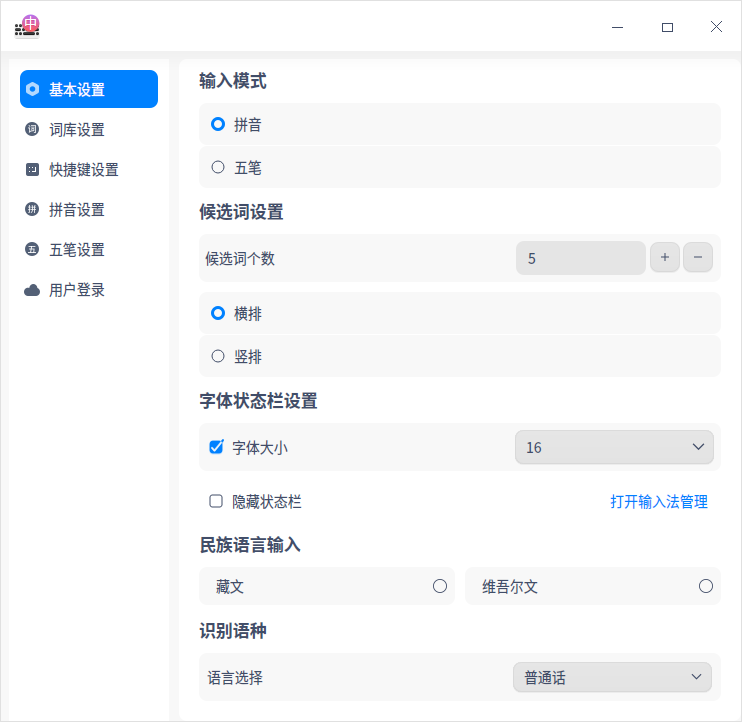 中
基本设置
词库设置
快捷键设置
拼音设置
五笔设置
用户登录
输入模式
拼音
五笔
候选词设置
候选词个数 5 + −
横排
竖排
字体状态栏设置
字体大小 16
隐藏状态栏 打开输入法管理
民族语言输入
藏文 维吾尔文
识别语种
语言选择 普通话